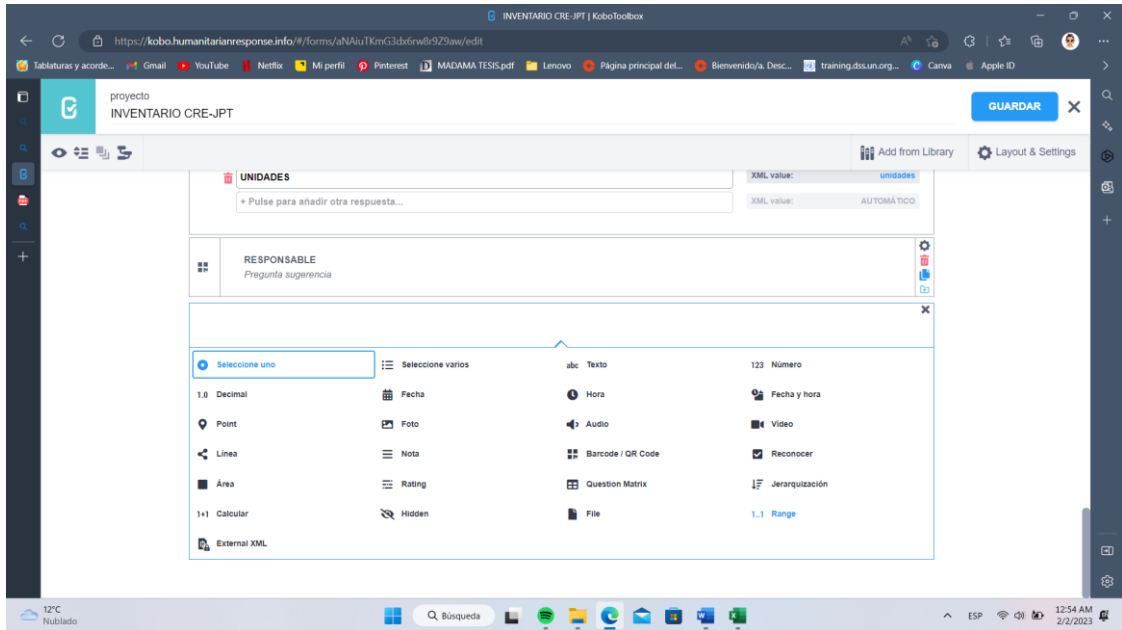 INVENTARIO CRE-JPT | KoboToolbox
https://kobo.humanitarianresponse.info/#/forms/aNAiuTKmG3dx6rw8r9Z9aw/edit
Tablaturas y acorde... Gmail YouTube Netflix Mi perfil Pinterest MADAMA TESIS.pdf Lenovo Página principal del... Bienvenido/a. Desc... training.dss.un.org... Canva Apple ID
proyecto
INVENTARIO CRE-JPT
GUARDAR
Add from Library Layout & Settings
UNIDADES XML value: unidades
+ Pulse para añadir otra respuesta... XML value: AUTOMÁTICO
RESPONSABLE
Pregunta sugerencia
Seleccione uno Seleccione varios abc Texto 123 Número
1.0 Decimal Fecha Hora Fecha y hora
Point Foto Audio Vídeo
Línea Nota Barcode / QR Code Reconocer
Área Rating Question Matrix Jerarquización
1+1 Calcular Hidden File 1..1 Range
External XML
12°C
Nublado
Búsqueda
ESP
12:54 AM
2/2/2023